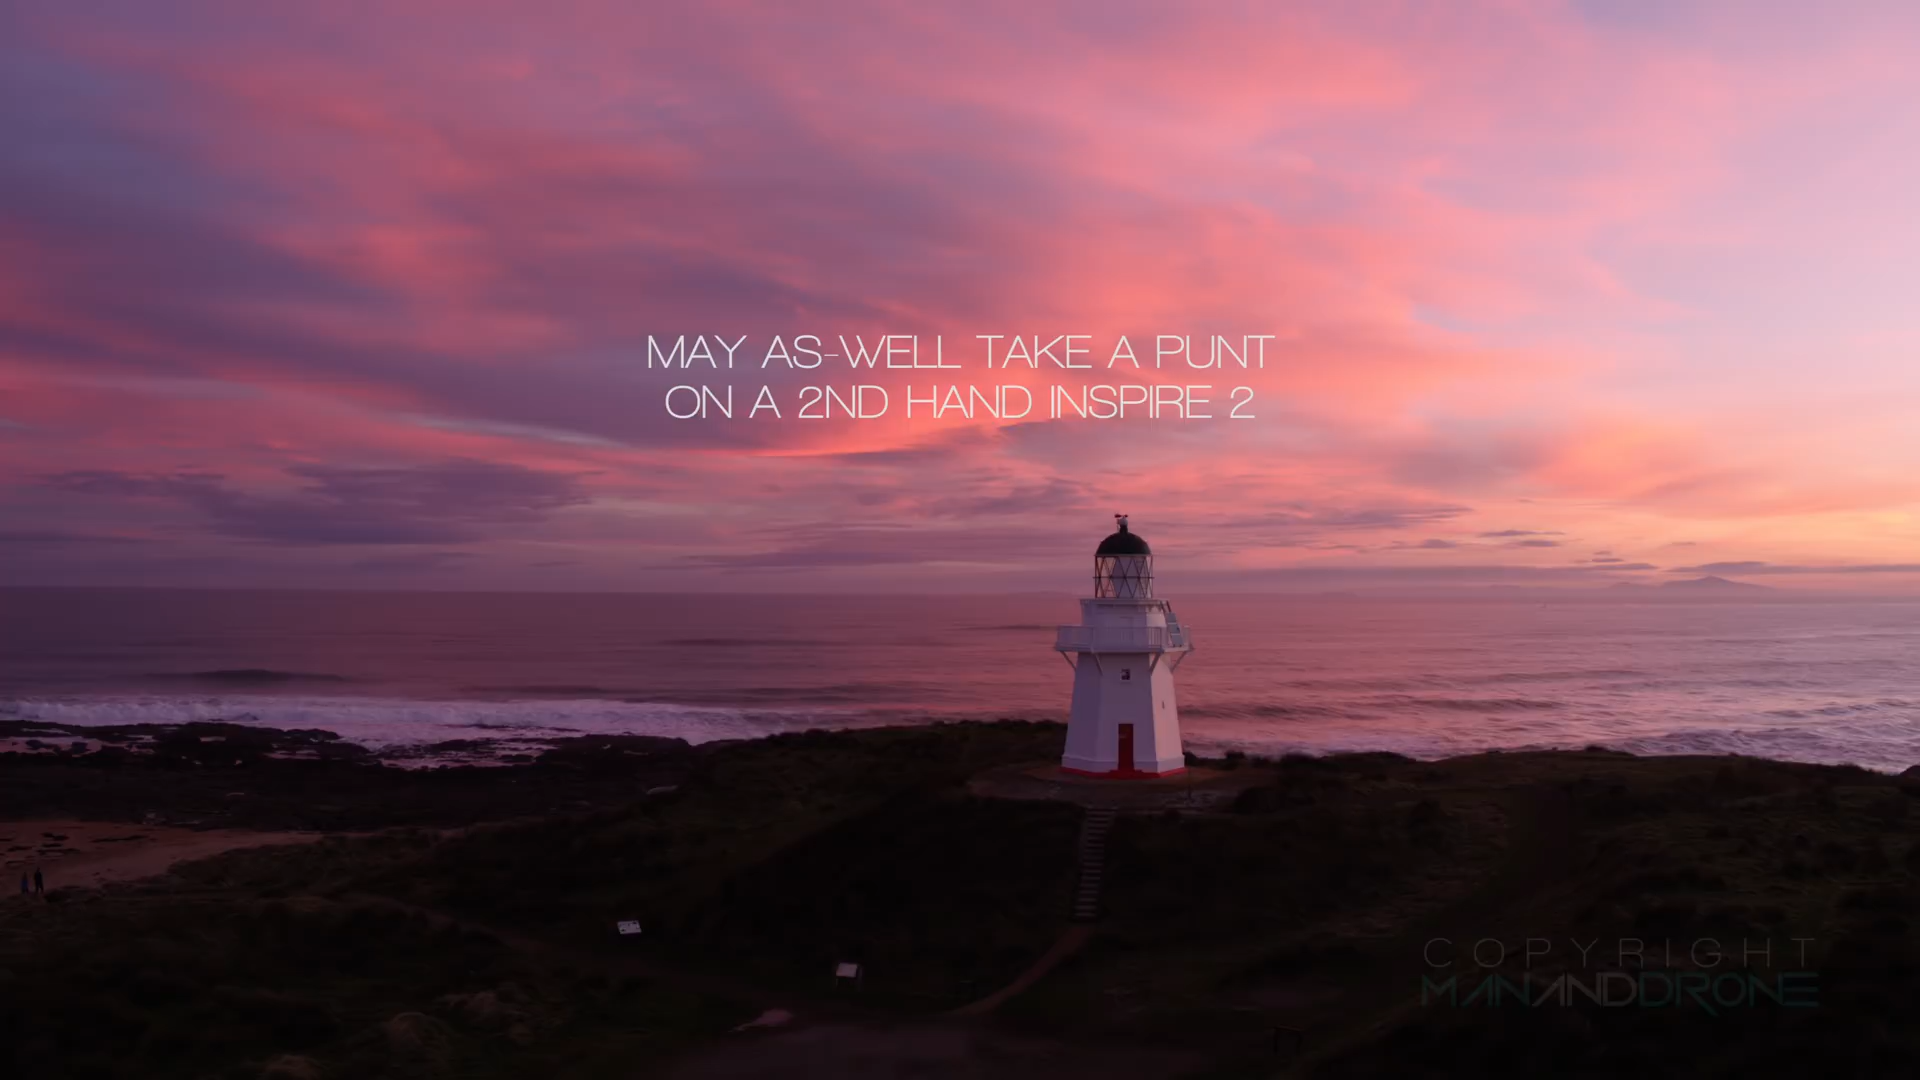 MAY AS-WELL TAKE A PUNT
ON A 2ND HAND INSPIRE 2
COPYRIGHT
MANANDDRONE